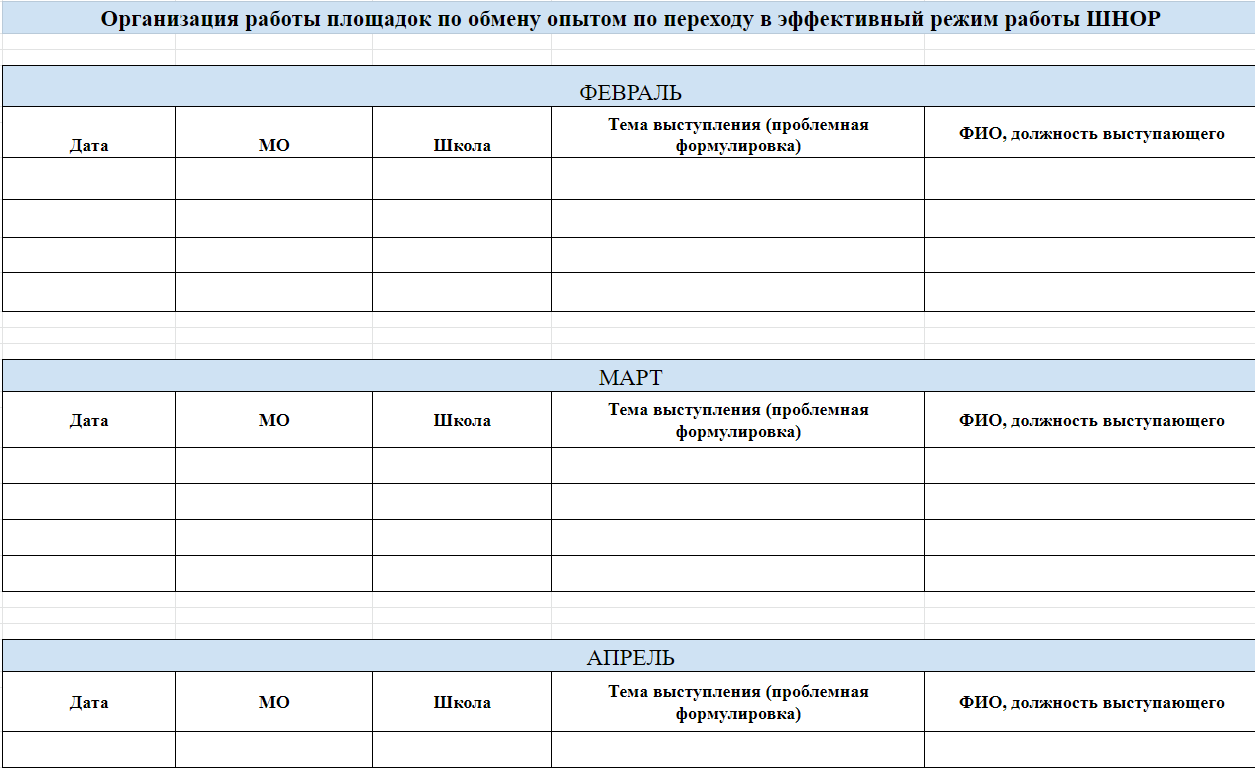 Организация работы площадок по обмену опытом по переходу в эффективный режим работы ШНОР
ФЕВРАЛЬ
Дата МО Школа Тема выступления (проблемная формулировка) ФИО, должность выступающего
МАРТ
Дата МО Школа Тема выступления (проблемная формулировка) ФИО, должность выступающего
АПРЕЛЬ
Дата МО Школа Тема выступления (проблемная формулировка) ФИО, должность выступающего